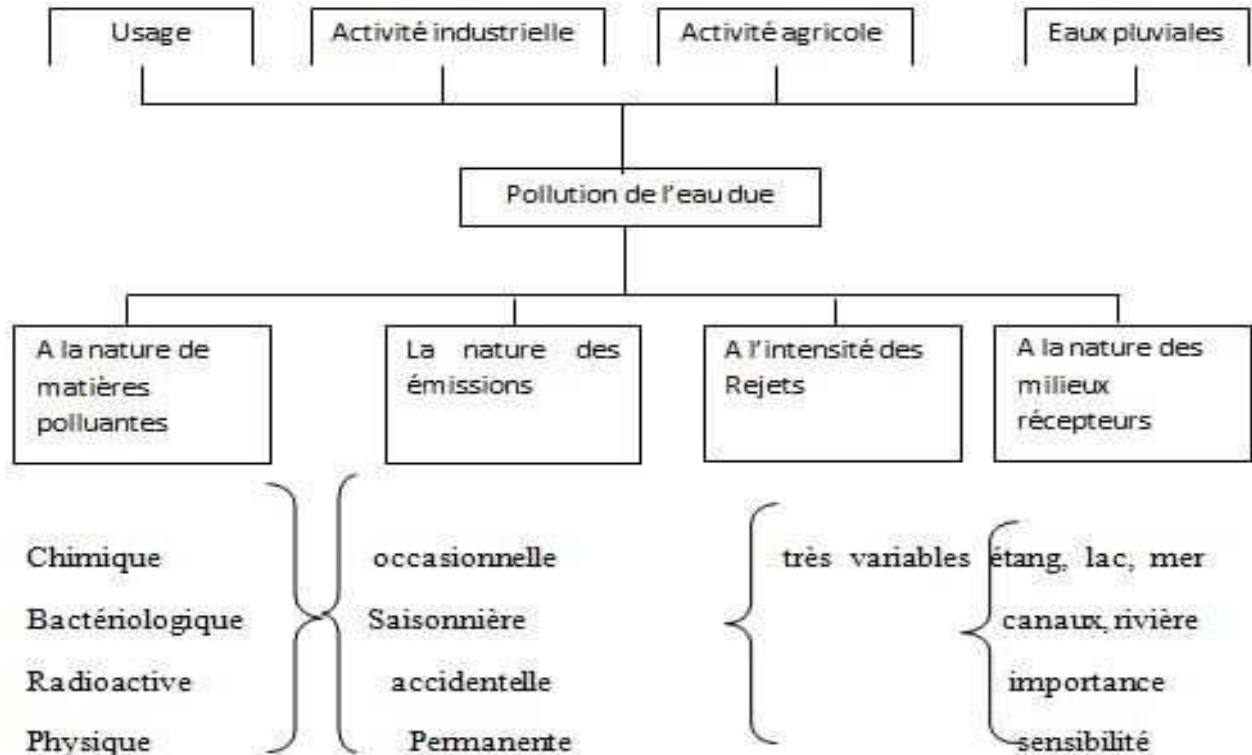 Usage
Activité industrielle
Activité agricole
Eaux pluviales
Pollution de l'eau due
A la nature de
matières
polluantes
La nature des
émissions
A l'intensité des
Rejets
A la nature des
milieux
récepteurs
Chimique
Bactériologique
Radioactive
Physique
occasionnelle
Saisonnière
accidentelle
Permanente
très variables
étang, lac, mer
canaux, rivière
importance
sensibilité